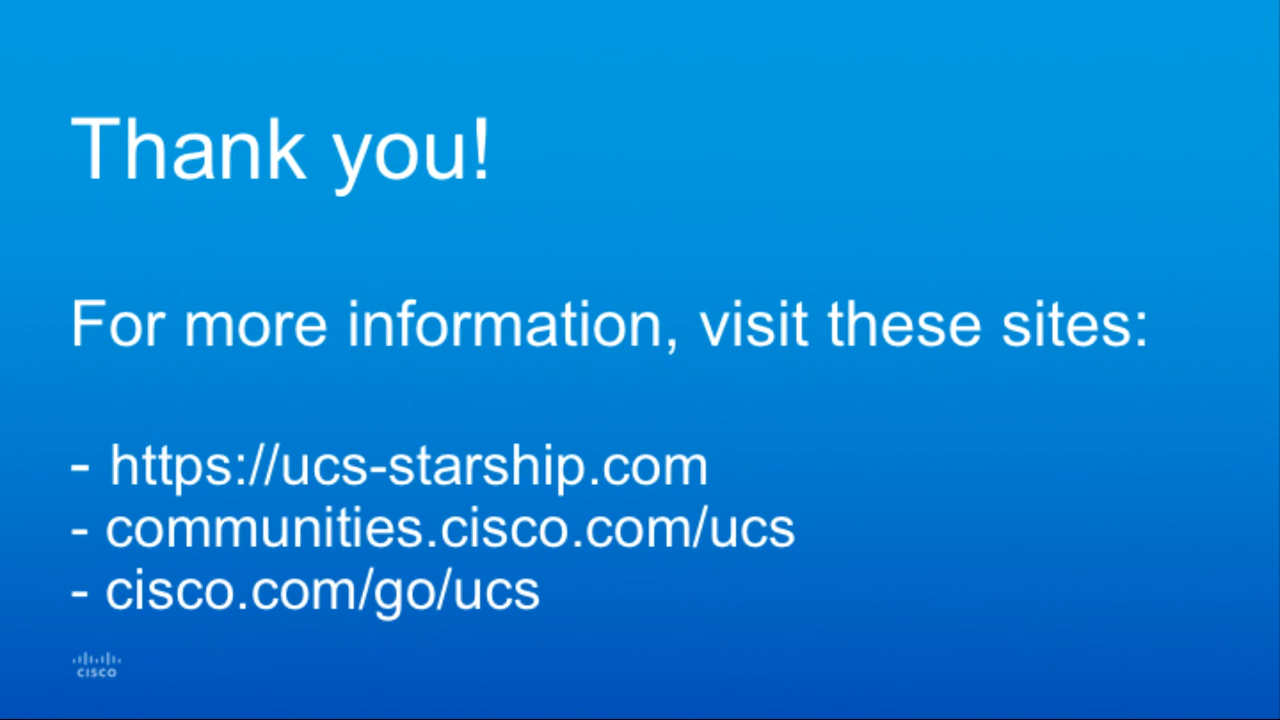 Thank you!
For more information, visit these sites:
- https://ucs-starship.com
- communities.cisco.com/ucs
- cisco.com/go/ucs
CISCO